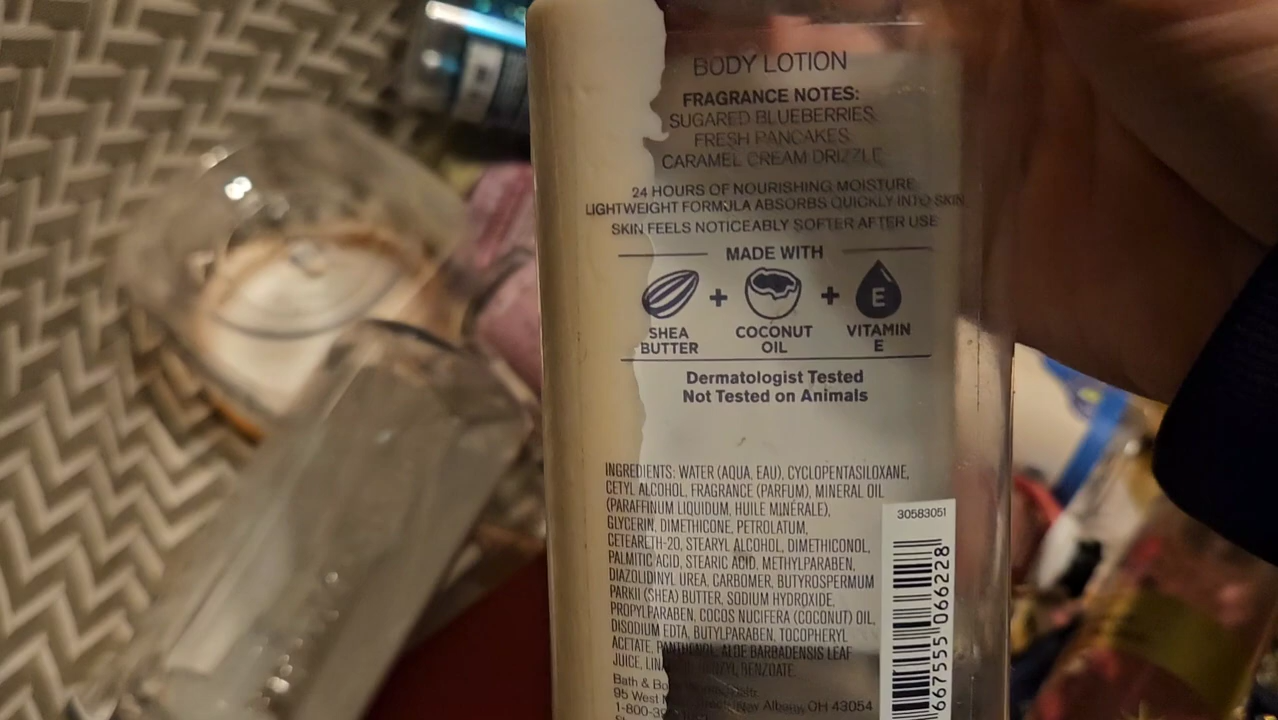 BODY LOTION
FRAGRANCE NOTES:
SUGARED BLUEBERRIES
FRESH PANCAKES
CARAMEL CREAM DRIZZLE
24 HOURS OF NOURISHING MOISTURE
LIGHTWEIGHT FORMULA ABSORBS QUICKLY INTO SKIN
SKIN FEELS NOTICEABLY SOFTER AFTER USE
MADE WITH
SHEA BUTTER + COCONUT OIL + E VITAMIN E
Dermatologist Tested
Not Tested on Animals
INGREDIENTS: WATER (AQUA, EAU), CYCLOPENTASILOXANE,
CETYL ALCOHOL, FRAGRANCE (PARFUM), MINERAL OIL
(PARAFFINUM LIQUIDUM, HUILE MINÉRALE),
GLYCERIN, DIMETHICONE, PETROLATUM,
CETEARETH-20, STEARYL ALCOHOL, DIMETHICONOL,
PALMITIC ACID, STEARIC ACID, METHYLPARABEN,
DIAZOLIDINYL UREA, CARBOMER, BUTYROSPERMUM
PARKII (SHEA) BUTTER, SODIUM HYDROXIDE,
PROPYLPARABEN, COCOS NUCIFERA (COCONUT) OIL,
DISODIUM EDTA, BUTYLPARABEN, TOCOPHERYL
ACETATE, PANTHENOL, ALOE BARBADENSIS LEAF
JUICE, BENZOATE.
Bath &
95 West New Albany, OH 43054
1-800-
30583051
667555 066228